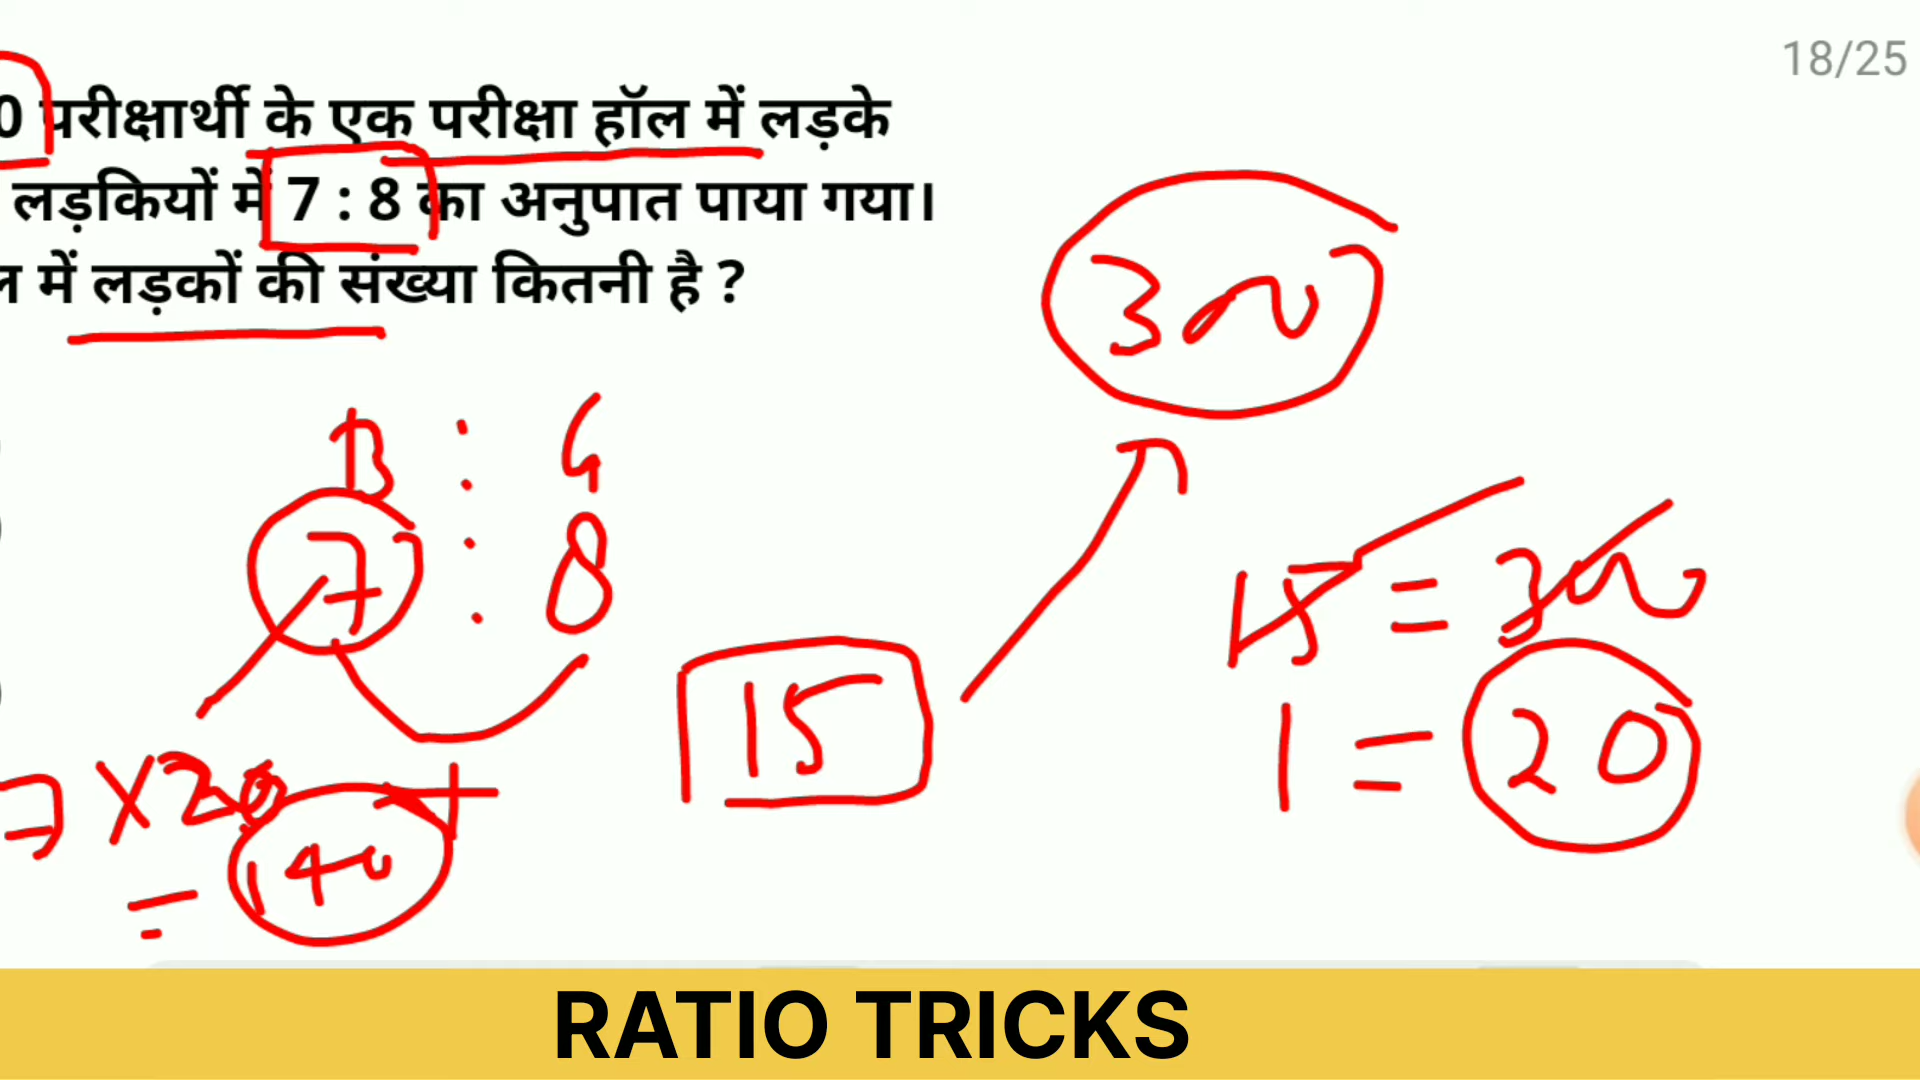 18/25
0 परीक्षार्थी के एक परीक्षा हॉल में लड़के
लड़कियों में 7 : 8 का अनुपात पाया गया।
ल में लड़कों की संख्या कितनी है ?
300
B : G
7 : 8
15
15 = 300
1 = 20
7 X 20
= 140
+
RATIO TRICKS